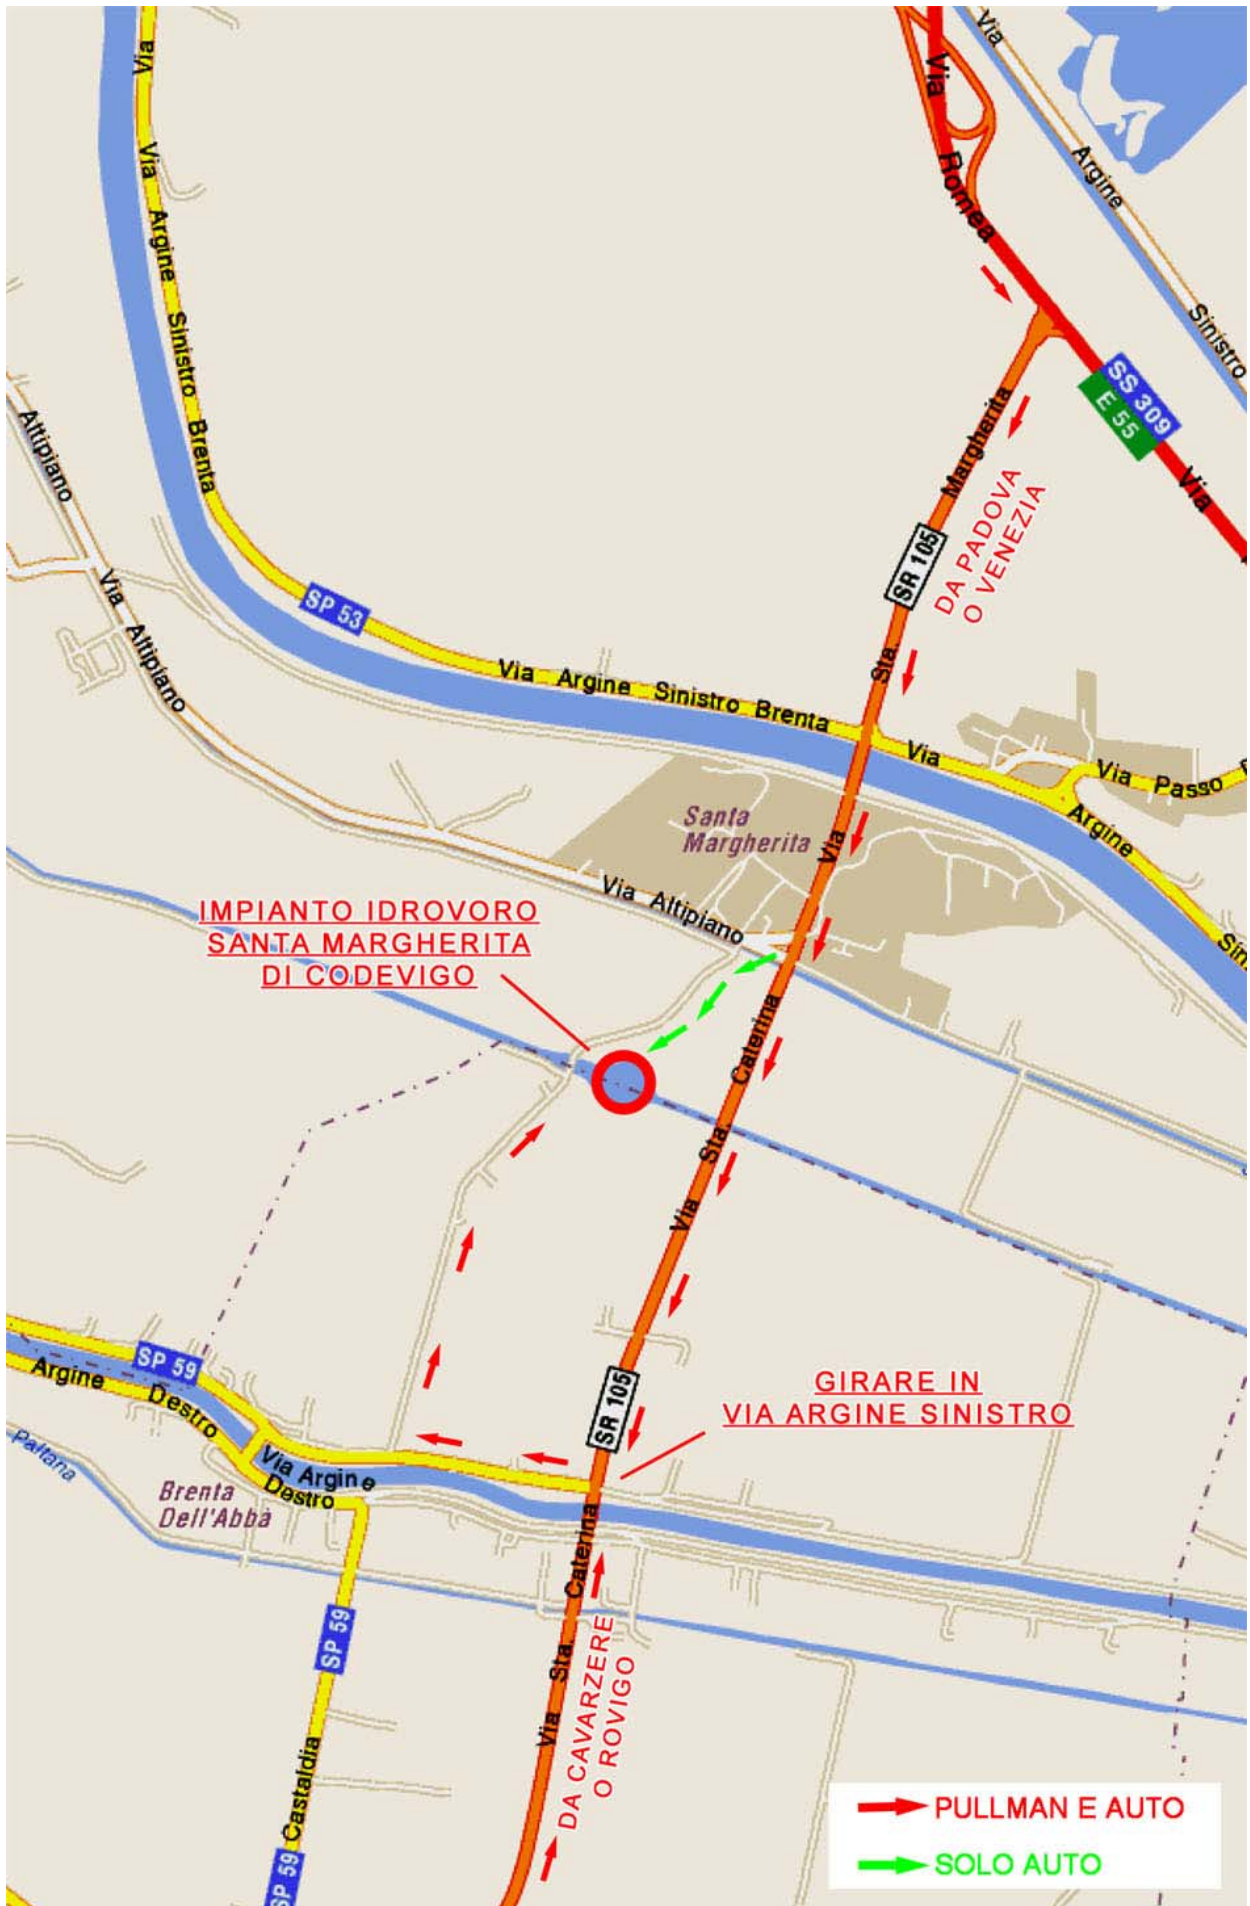 Via
Via
Via
Romea
Argine
Sinistro
Via
Argine
Sinistro
Brenta
SS 309
E 55
Via
Altipiano
Margherita
DA PADOVA
O VENEZIA
SR 105
Via
Altipiano
SP 53
Sta.
Via Argine Sinistro Brenta
Via
Via Passo
Argine
Santa
Margherita
Via
Via Altipiano
IMPIANTO IDROVORO
SANTA MARGHERITA
DI CODEVIGO
Caterina
Sta.
Via
SP 59
Argine
Destro
SR 105
GIRARE IN
VIA ARGINE SINISTRO
Paltana
Via Argine
Destro
Brenta
Dell'Abbà
Caterina
Sta.
Via
SP 59
DA CAVARZERE
O ROVIGO
Castaldia
SP 59
PULLMAN E AUTO
SOLO AUTO